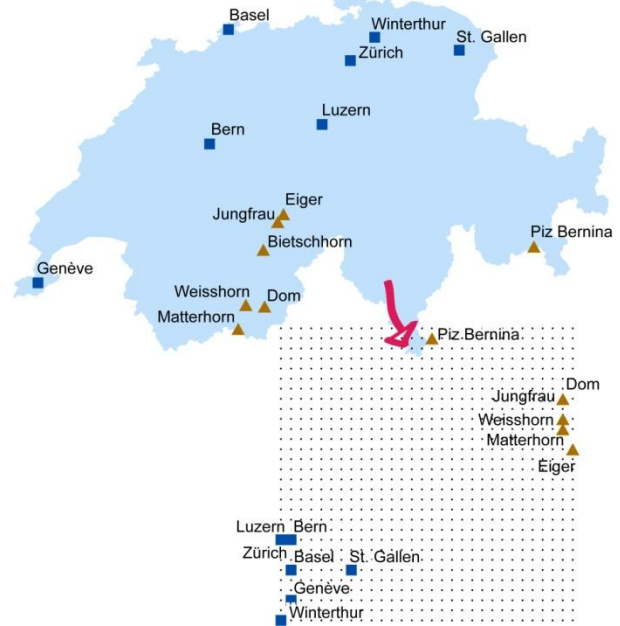 Basel
Winterthur
Zürich
St. Gallen
Luzern
Bern
Eiger
Jungfrau
Piz Bernina
Bietschhorn
Genève
Weisshorn
Dom
Matterhorn
Piz Bernina
Dom
Jungfrau
Weisshorn
Matterhorn
Eiger
Luzern Bern
Zürich Basel St. Gallen
Genève
Winterthur